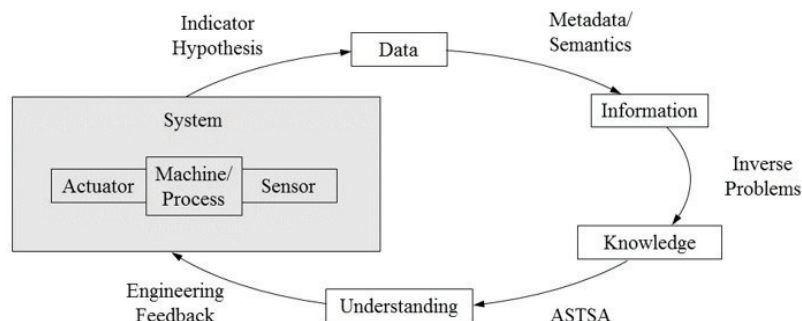 Indicator
Hypothesis
Data
Metadata/
Semantics
Information
System
Actuator
Machine/
Process
Sensor
Inverse
Problems
Knowledge
Engineering
Feedback
Understanding
ASTSA